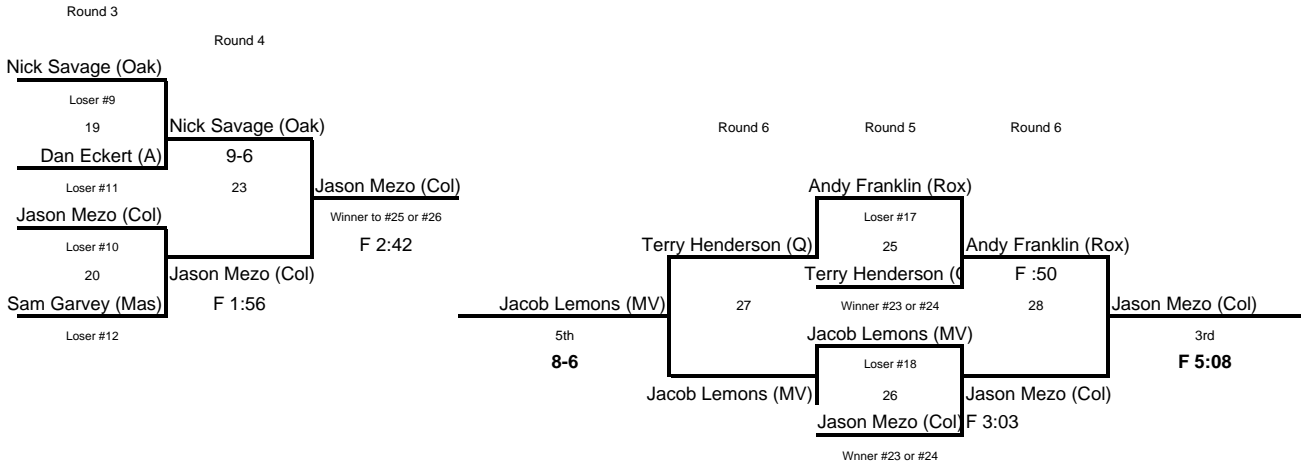 Round 3
Round 4
Nick Savage (Oak)
Loser #9
19
Nick Savage (Oak)
Dan Eckert (A)
9-6
Loser #11
23
Jason Mezo (Col)
Jason Mezo (Col)
Winner to #25 or #26
Loser #10
F 2:42
20
Jason Mezo (Col)
Sam Garvey (Mas)
F 1:56
Loser #12
Round 6
Round 5
Round 6
Andy Franklin (Rox)
Loser #17
Terry Henderson (Q)
25
Andy Franklin (Rox)
Terry Henderson (
F :50
Jacob Lemons (MV)
27
Winner #23 or #24
28
Jason Mezo (Col)
5th
Jacob Lemons (MV)
3rd
8-6
Loser #18
F 5:08
Jacob Lemons (MV)
26
Jason Mezo (Col)
Jason Mezo (Col)
F 3:03
Wnner #23 or #24